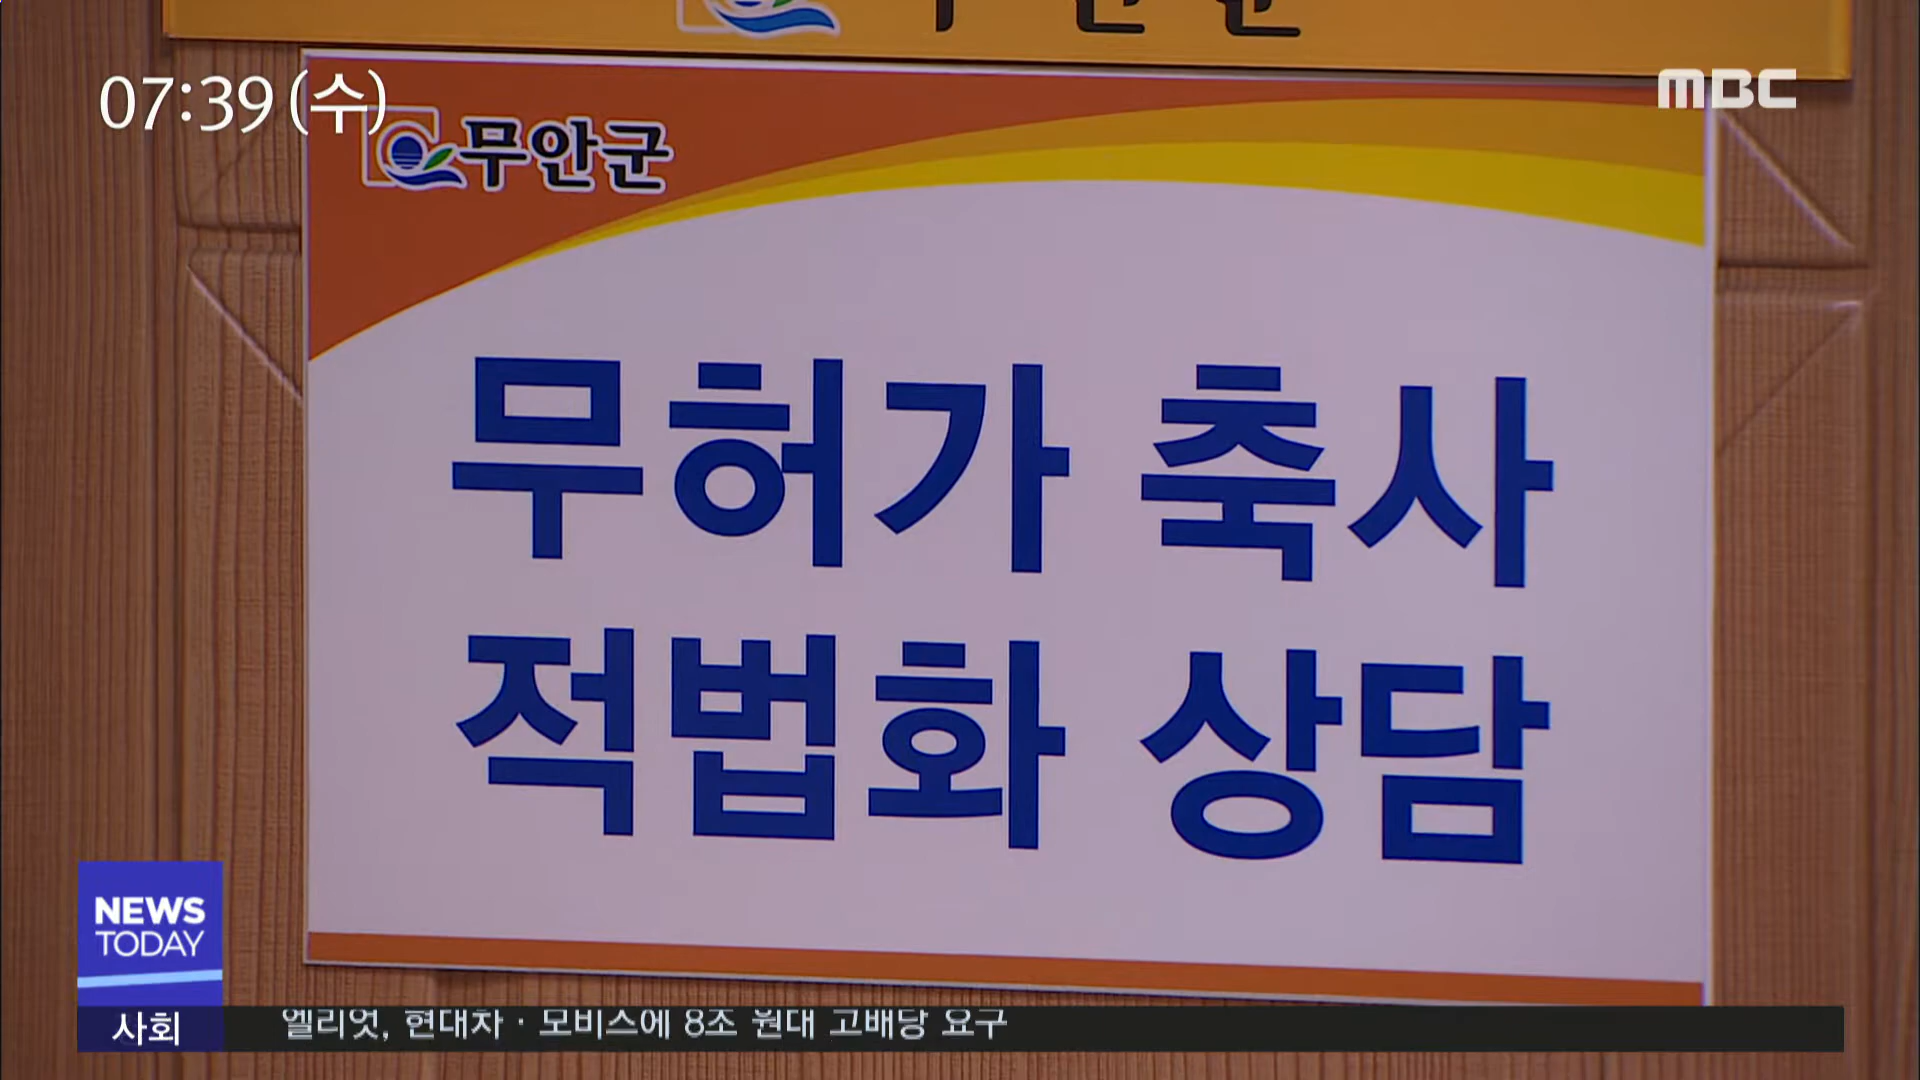 07:39 (수)
MBC
무안군
무허가 축사
적법화 상담
NEWS
TODAY
사회
엘리엇, 현대차·모비스에 8조 원대 고배당 요구